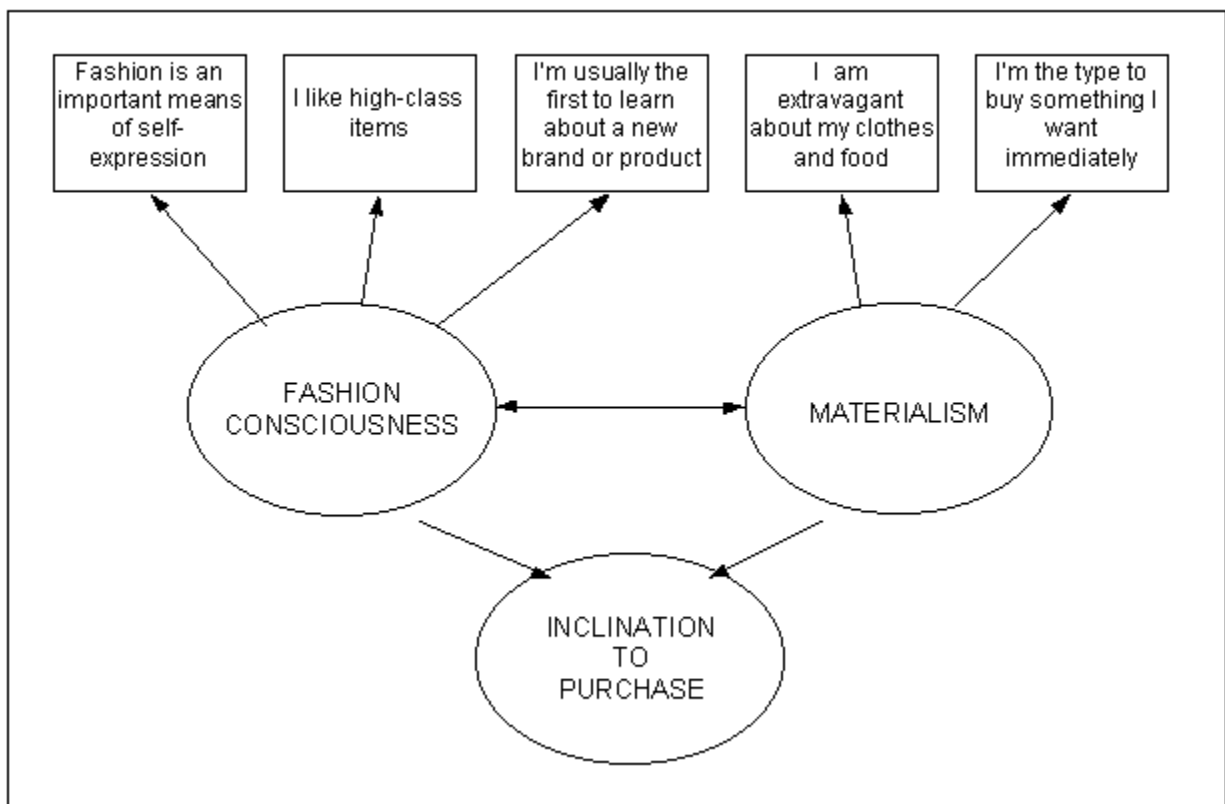 Fashion is an
important means
of self-
expression
I like high-class
items
I'm usually the
first to learn
about a new
brand or product
I am
extravagant
about my clothes
and food
I'm the type to
buy something I
want
immediately
FASHION
CONSCIOUSNESS
MATERIALISM
INCLINATION
TO
PURCHASE